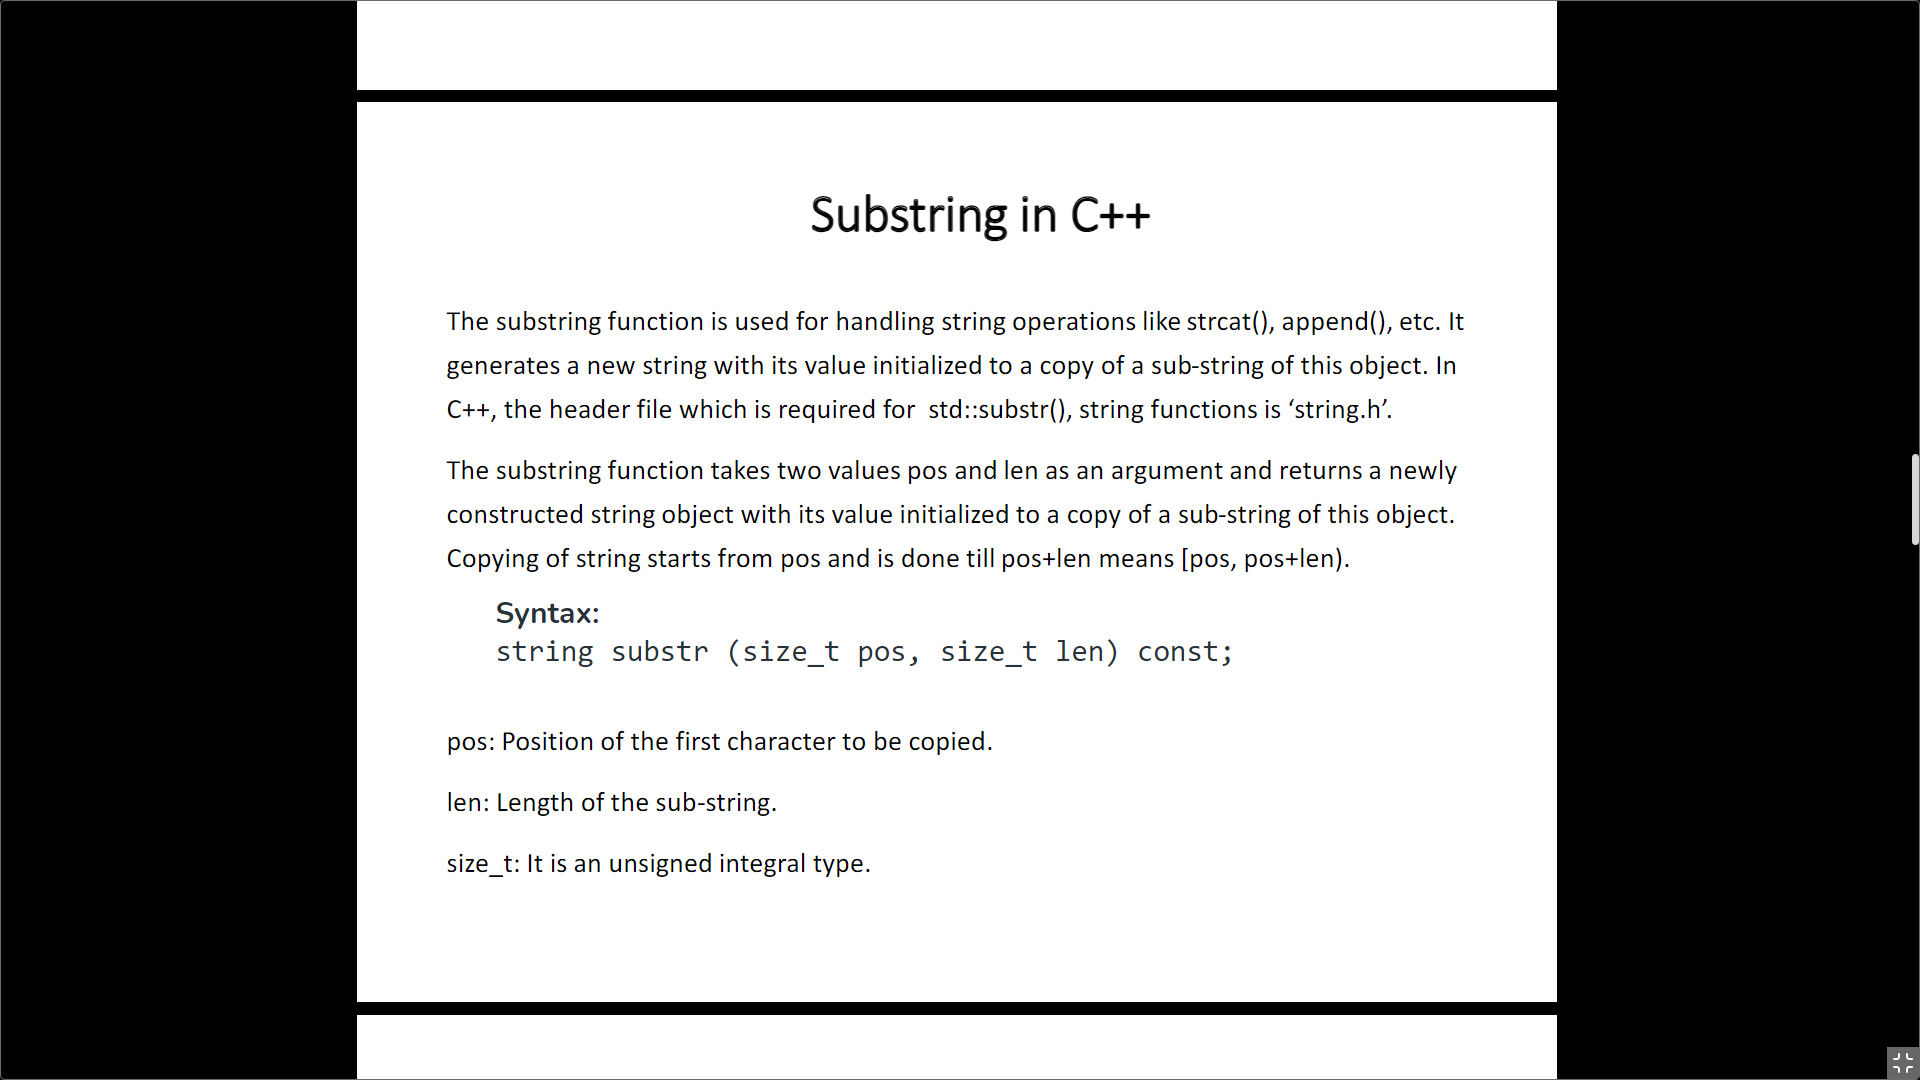 Substring in C++
The substring function is used for handling string operations like strcat(), append(), etc. It
generates a new string with its value initialized to a copy of a sub-string of this object. In
C++, the header file which is required for  std::substr(), string functions is ‘string.h’.
The substring function takes two values pos and len as an argument and returns a newly
constructed string object with its value initialized to a copy of a sub-string of this object.
Copying of string starts from pos and is done till pos+len means [pos, pos+len).
Syntax:
string substr (size_t pos, size_t len) const;
pos: Position of the first character to be copied.
len: Length of the sub-string.
size_t: It is an unsigned integral type.